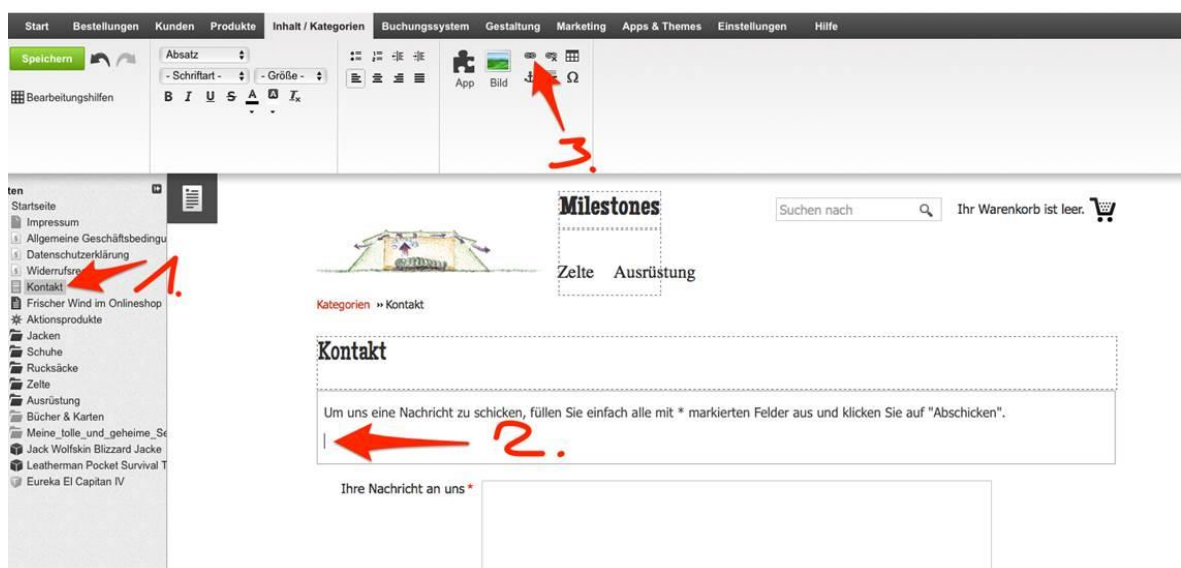 Start Bestellungen Kunden Produkte Inhalt / Kategorien Buchungssystem Gestaltung Marketing Apps & Themes Einstellungen Hilfe
Speichern
Absatz
- Schriftart - - Größe -
Bearbeitungshilfen
B I U S A A Ix
App Bild Ω
3.
ten
Startseite
Impressum
Allgemeine Geschäftsbedingu
Datenschutzerklärung
Widerrufsre
Kontakt
1.
Frischer Wind im Onlineshop
Aktionsprodukte
Jacken
Schuhe
Rucksäcke
Zelte
Ausrüstung
Bücher & Karten
Meine_tolle_und_geheime_Se
Jack Wolfskin Blizzard Jacke
Leatherman Pocket Survival T
Eureka El Capitan IV
Milestones
Suchen nach
Ihr Warenkorb ist leer.
Zelte Ausrüstung
Kategorien » Kontakt
Kontakt
Um uns eine Nachricht zu schicken, füllen Sie einfach alle mit * markierten Felder aus und klicken Sie auf "Abschicken".
2.
Ihre Nachricht an uns *